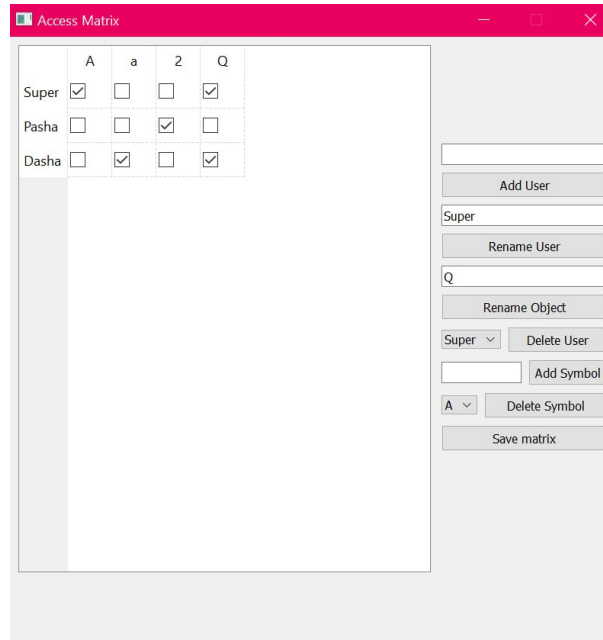 Access Matrix
A a 2 Q
Super
Pasha
Dasha
Add User
Super
Rename User
Q
Rename Object
Super Delete User
Add Symbol
A Delete Symbol
Save matrix